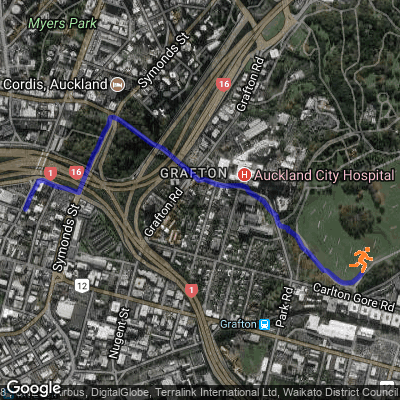 Myers Park
Symonds St
Cordis, Auckland
16
Grafton Rd
GRAFTON
H
Auckland City Hospital
1
16
Grafton Rd
Symonds St
12
1
Carlton Gore Rd
Park Rd
Nugent St
Grafton
Google
Airbus, DigitalGlobe, Terralink International Ltd, Waikato District Council